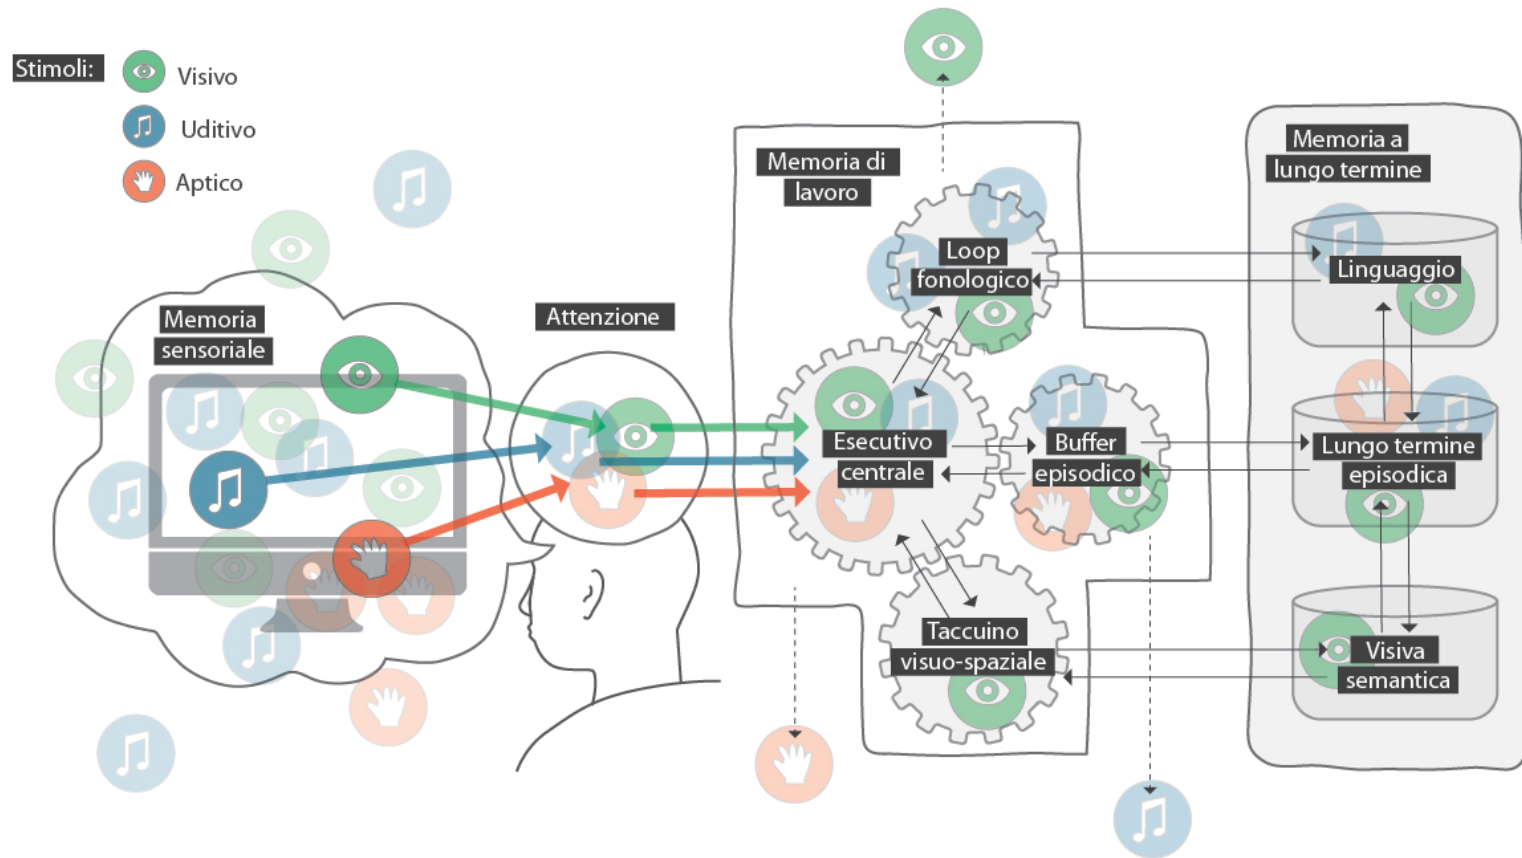 Stimoli:
Visivo
Uditivo
Aptico
Memoria
sensoriale
Attenzione
Memoria di
lavoro
Loop
fonologico
Esecutivo
centrale
Buffer
episodico
Taccuino
visuo-spaziale
Memoria a
lungo termine
Linguaggio
Lungo termine
episodica
Visiva
semantica